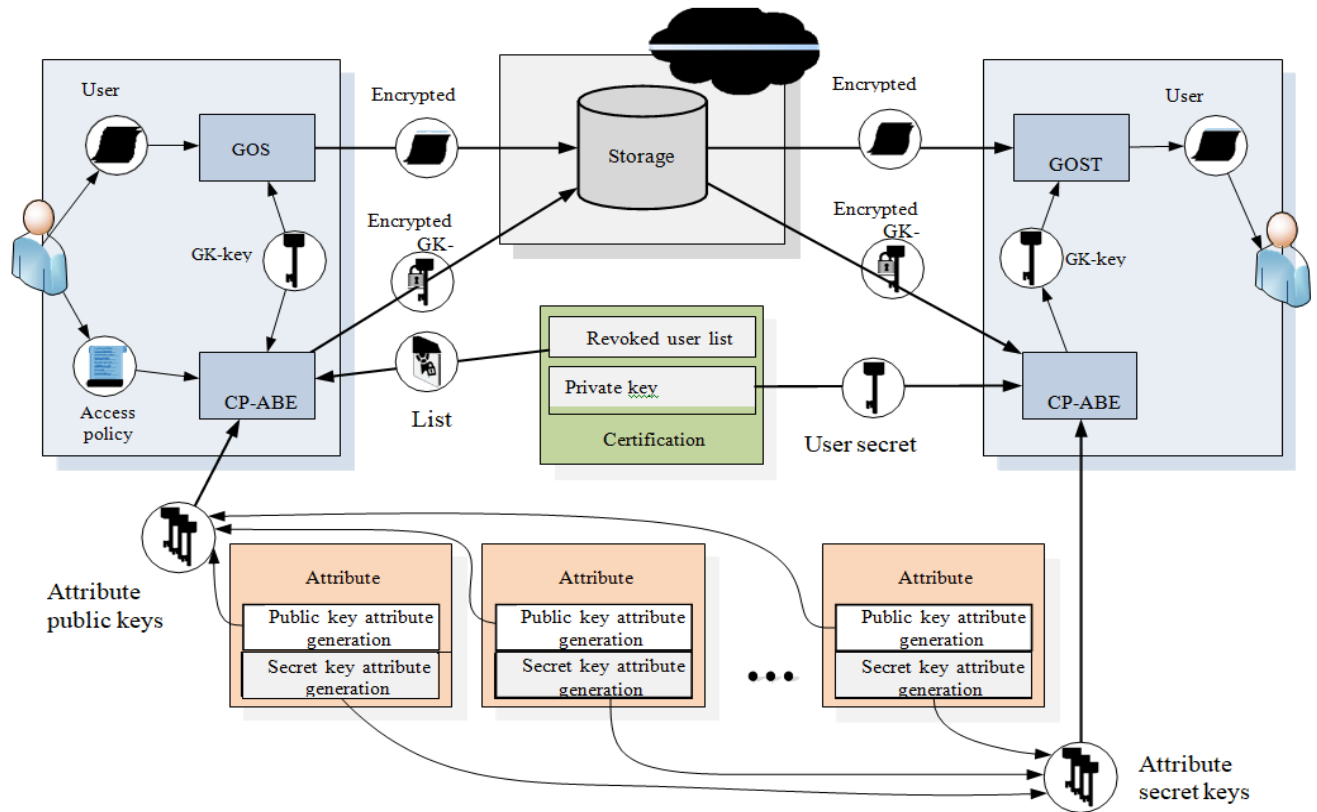 User
GOS
GK-key
Access
policy
CP-ABE
Encrypted
Encrypted
GK-
List
Storage
Revoked user list
Private key
Certification
Encrypted
Encrypted
GK-
User secret
User
GOST
GK-key
CP-ABE
Attribute
public keys
Attribute
Public key attribute
generation
Secret key attribute
generation
Attribute
Public key attribute
generation
Secret key attribute
generation
•••
Attribute
Public key attribute
generation
Secret key attribute
generation
Attribute
secret keys